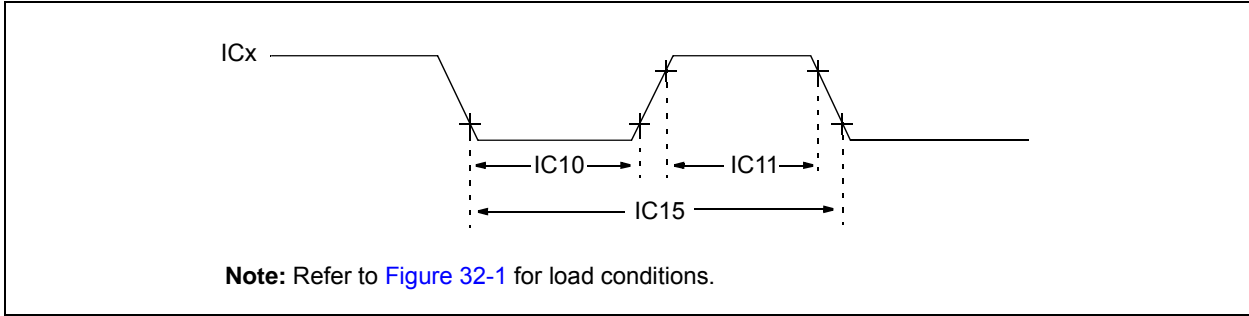 ICx
IC10
IC11
IC15
Note: Refer to Figure 32-1 for load conditions.